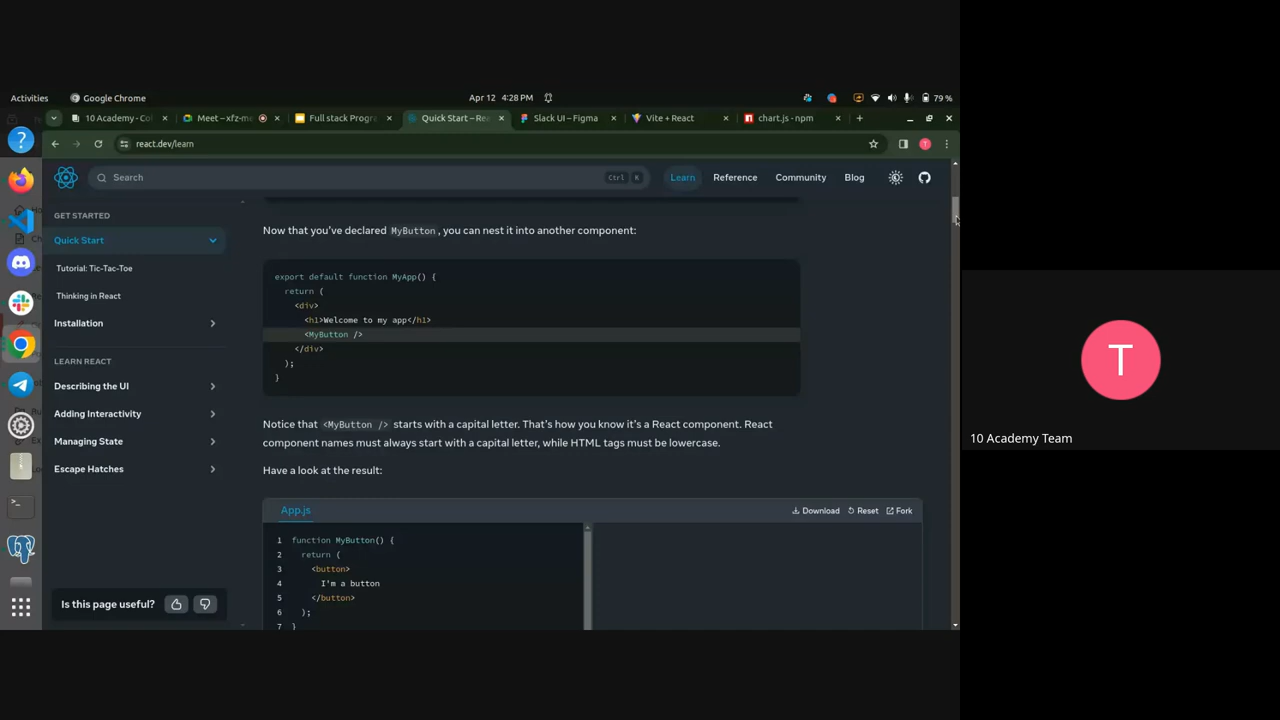 Activities
Google Chrome
Apr 12 4:28 PM
79 %
10 Academy - Co
Meet – xfz-m
Full stack Progr
Quick Start – Re
Slack UI – Figma
Vite + React
chart.js - npm
react.dev/learn
Search
Ctrl K
Learn
Reference
Community
Blog
GET STARTED
Quick Start
Tutorial: Tic-Tac-Toe
Thinking in React
Installation
LEARN REACT
Describing the UI
Adding Interactivity
Managing State
Escape Hatches
Is this page useful?
Now that you've declared MyButton, you can nest it into another component:
export default function MyApp() {
return (
<div>
<h1>Welcome to my app</h1>
<MyButton />
</div>
);
}
Notice that <MyButton /> starts with a capital letter. That's how you know it's a React component. React
component names must always start with a capital letter, while HTML tags must be lowercase.
Have a look at the result:
App.js
Download
Reset
Fork
1 function MyButton() {
2 return (
3 <button>
4 I'm a button
5 </button>
6 );
7 }
T
10 Academy Team